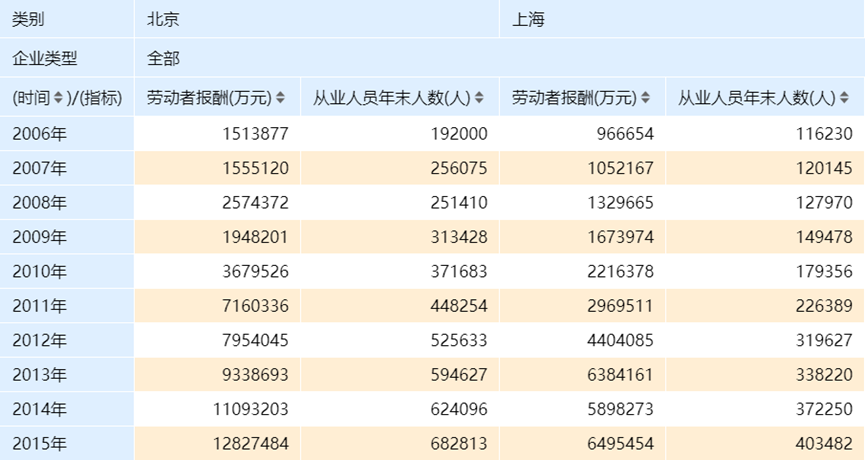 类别 北京 上海
企业类型 全部
(时间)/(指标) 劳动者报酬(万元) 从业人员年末人数(人) 劳动者报酬(万元) 从业人员年末人数(人)
2006年 1513877 192000 966654 116230
2007年 1555120 256075 1052167 120145
2008年 2574372 251410 1329665 127970
2009年 1948201 313428 1673974 149478
2010年 3679526 371683 2216378 179356
2011年 7160336 448254 2969511 226389
2012年 7954045 525633 4404085 319627
2013年 9338693 594627 6384161 338220
2014年 11093203 624096 5898273 372250
2015年 12827484 682813 6495454 403482